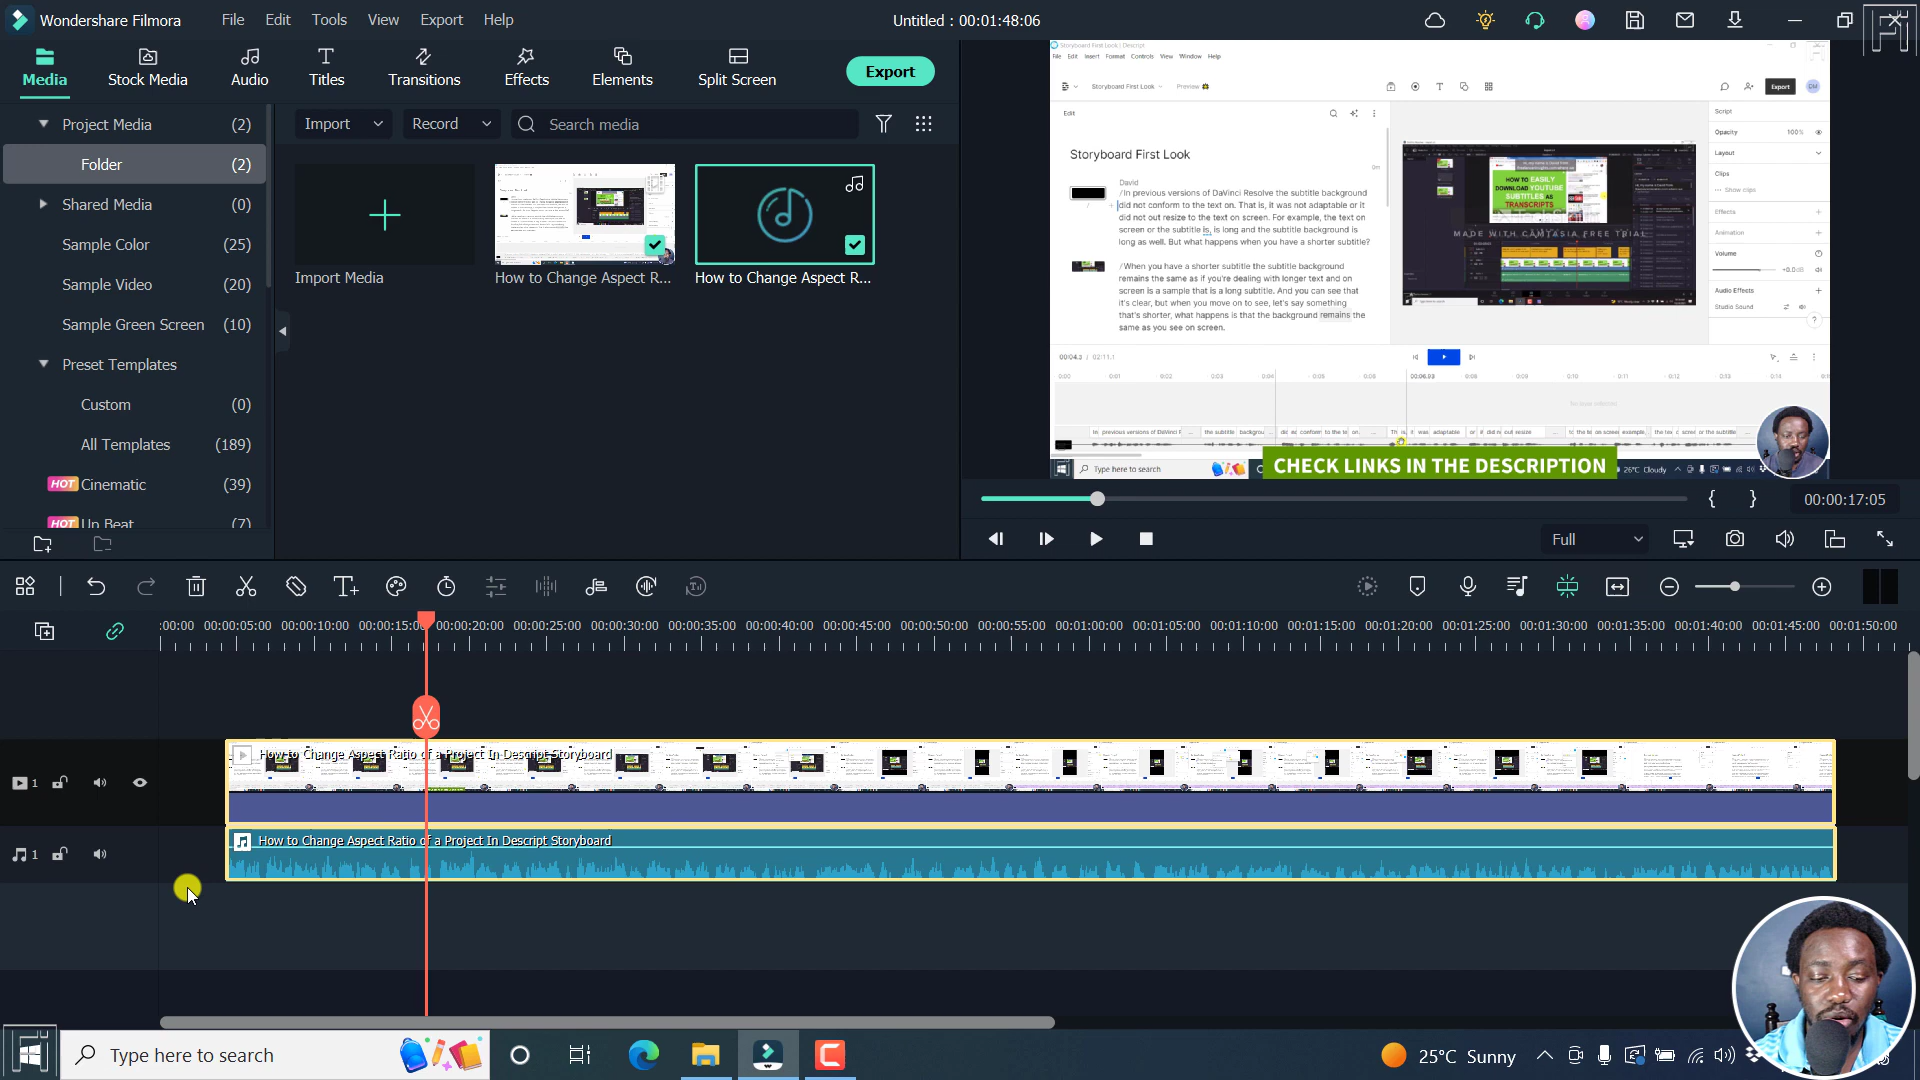 Wondershare Filmora File Edit Tools View Export Help Untitled : 00:01:48:06
Media Stock Media Audio Titles Transitions Effects Elements Split Screen Export
Project Media (2)
Folder (2)
Shared Media (0)
Sample Color (25)
Sample Video (20)
Sample Green Screen (10)
Preset Templates
Custom (0)
All Templates (189)
HOT Cinematic (39)
HOT Up Beat (7)
Import Record Search media
Import Media How to Change Aspect R... How to Change Aspect R...
Storyboard First Look | Descript
File Edit Insert Format Controls View Window Help
Storyboard First Look Preview Export
Edit
Storyboard First Look
David
/In previous versions of DaVinci Resolve the subtitle background
did not conform to the text on. That is, it was not adaptable or it
did not out resize to the text on screen. For example, the text on
screen or the subtitle is, is long and the subtitle background is
long as well. But what happens when you have a shorter subtitle?
/When you have a shorter subtitle the subtitle background
remains the same as if you're dealing with longer text and on
screen is a sample that is a long subtitle. And you can see that
it's clear, but when you move on to see, let's say something
that's shorter, what happens is that the background remains the
same as you see on screen.
HOW TO EASILY
DOWNLOAD YOUTUBE
SUBTITLES AS
TRANSCRIPTS
MADE WITH CAMTASIA FREE TRIAL
Script
Opacity 100%
Layout
Clips
Show clips
Effects
Animation
Volume
+0.0dB
Audio Effects
Studio Sound
00:04.2 / 02:11.1
Type here to search
CHECK LINKS IN THE DESCRIPTION
26°C Cloudy
00:00:17:05
Full
:00:00 00:00:05:00 00:00:10:00 00:00:15:00 00:00:20:00 00:00:25:00 00:00:30:00 00:00:35:00 00:00:40:00 00:00:45:00 00:00:50:00 00:00:55:00 00:01:00:00 00:01:05:00 00:01:10:00 00:01:15:00 00:01:20:00 00:01:25:00 00:01:30:00 00:01:35:00 00:01:40:00 00:01:45:00 00:01:50:00
How to Change Aspect Ratio of a Project In Descript Storyboard
1
How to Change Aspect Ratio of a Project In Descript Storyboard
1
Type here to search 25°C Sunny